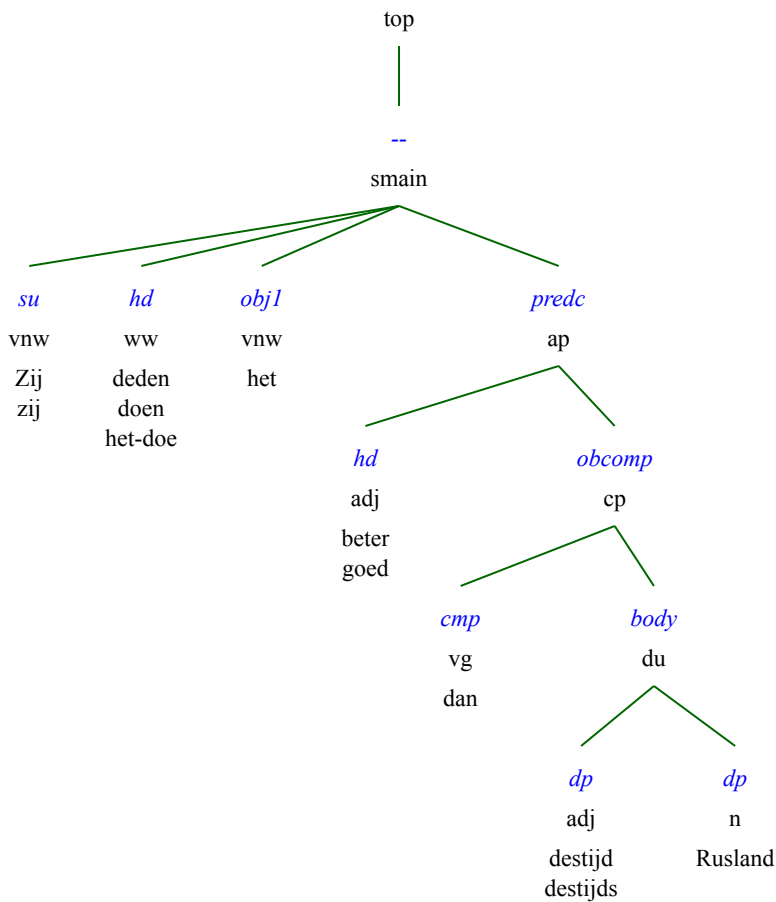 top
--
smain
su hd obj1 predc
vnw ww vnw ap
Zij deden het
zij doen
het-doe
hd obcomp
adj cp
beter
goed
cmp body
vg du
dan
dp dp
adj n
destijd Rusland
destijds